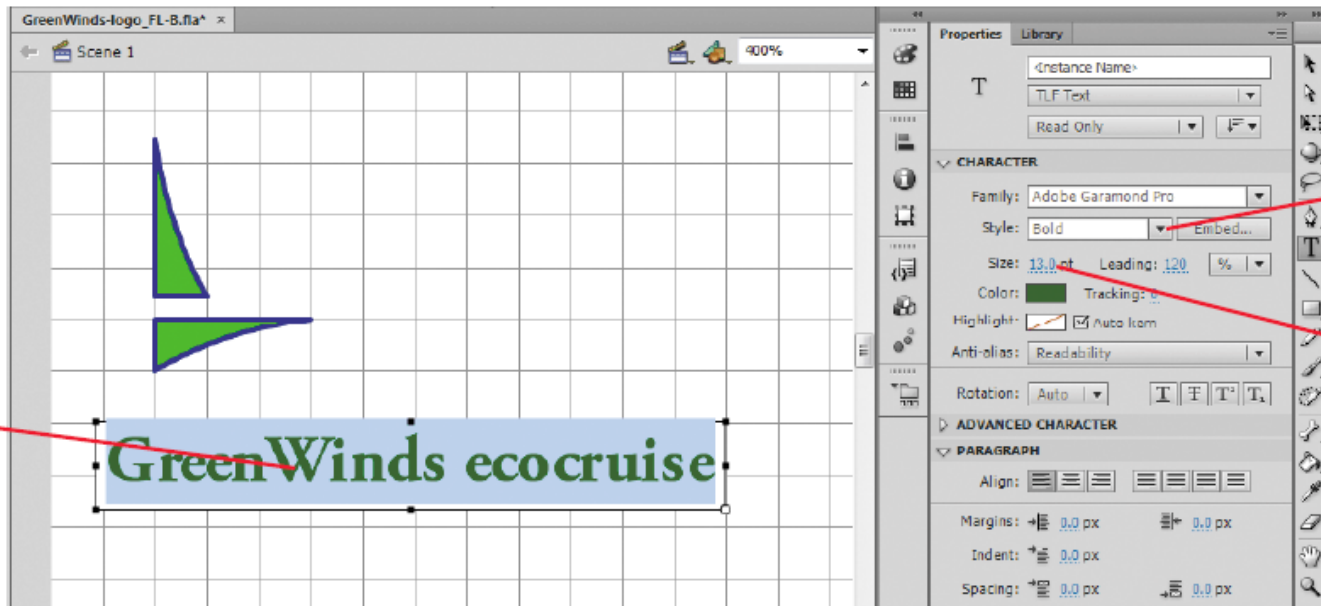 GreenWinds-logo_FL-B.fla* ×
Scene 1
400%
GreenWinds ecocruise
Properties Library
T
<Instance Name>
TLF Text
Read Only
CHARACTER
Family: Adobe Garamond Pro
Style: Bold Embed...
Size: 13.0 pt Leading: 120 %
Color: Tracking: 0
Highlight: Auto kern
Anti-alias: Readability
Rotation: Auto T T T¹ T₁
ADVANCED CHARACTER
PARAGRAPH
Align:
Margins: 0.0 px 0.0 px
Indent: 0.0 px
Spacing: 0.0 px 0.0 px